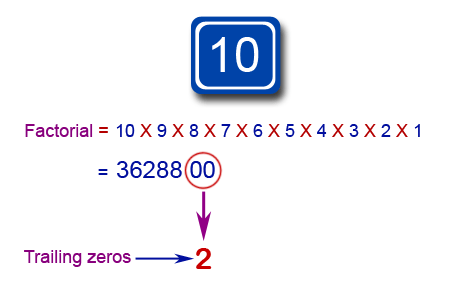 10
Factorial = 10 X 9 X 8 X 7 X 6 X 5 X 4 X 3 X 2 X 1
= 3628800
Trailing zeros 2